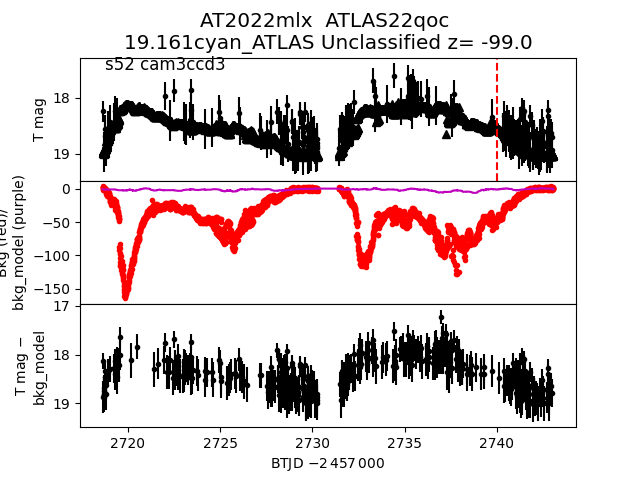 AT2022mlx ATLAS22qoc
19.161cyan_ATLAS Unclassified z= -99.0
s52 cam3ccd3
T mag
18
19
Bkg (red)/
bkg_model (purple)
0
−50
−100
−150
T mag −
bkg_model
17
18
19
2720 2725 2730 2735 2740
BTJD −2 457 000